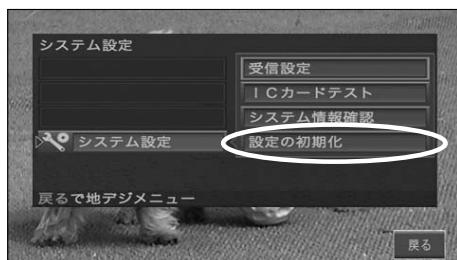 システム設定
受信設定
ICカードテスト
システム情報確認
システム設定
設定の初期化
戻るで地デジメニュー
戻る